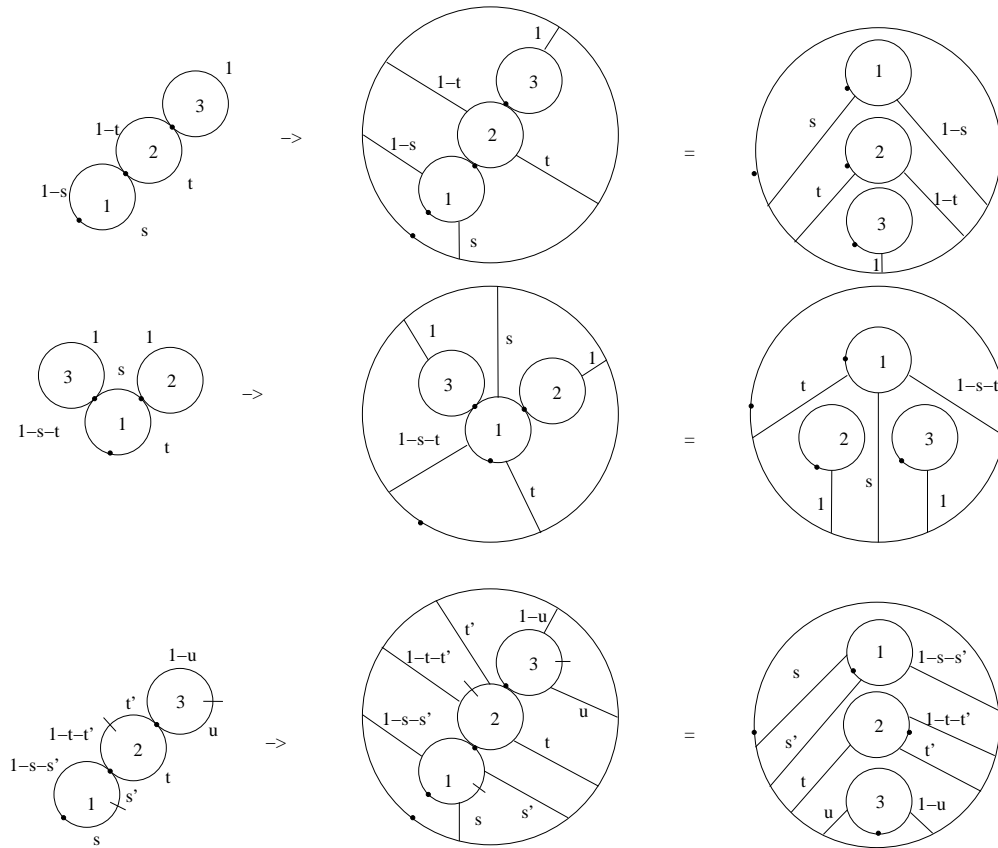 1
3
1–t
2
1–s
t
1
s
–>
1
3
1–t
2
1–s
t
1
s
=
1
s
1–s
2
t
1–t
3
1
1
1
3
s
2
1
1–s–t
t
–>
1
s
1
3
2
1
1–s–t
t
=
1
t
1–s–t
2
3
s
1
1
1–u
t’
3
1–t–t’
u
2
1–s–s’
t
s’
1
s
–>
t’
1–u
1–t–t’
3
u
2
1–s–s’
t
1
s
s’
=
1
s
1–s–s’
s’
2
1–t–t’
t’
t
3
u
1–u